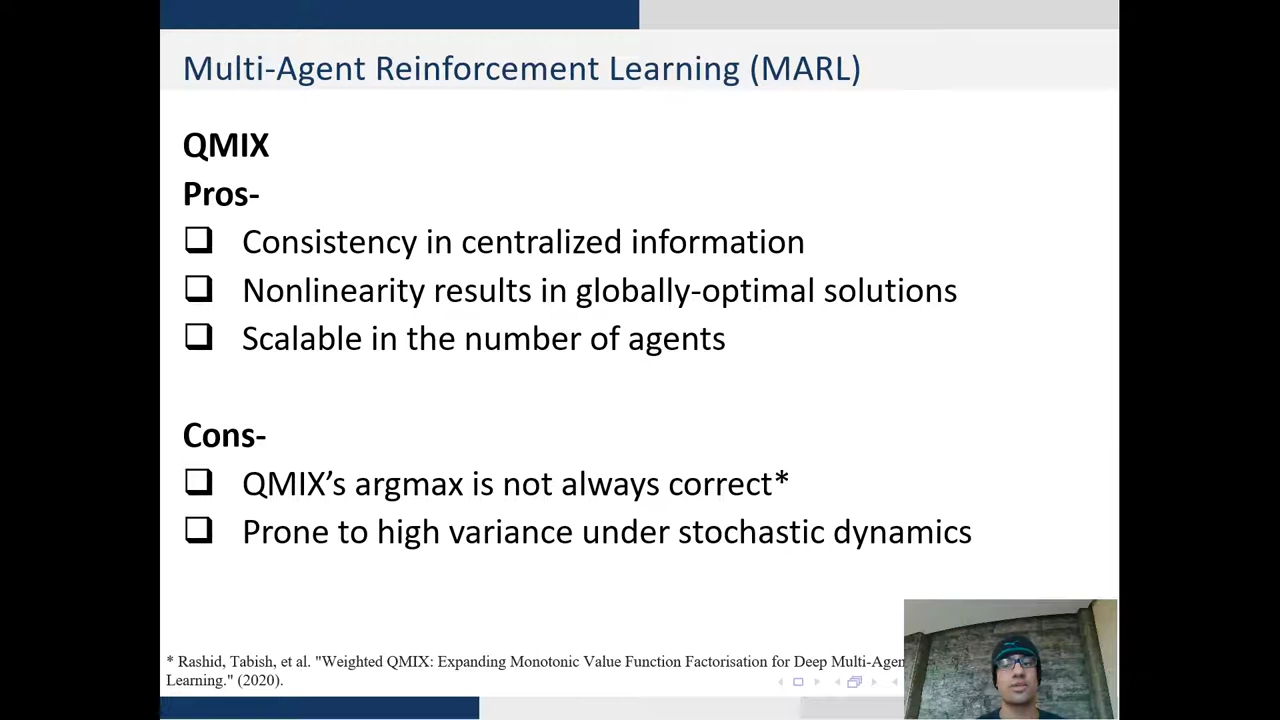 Multi-Agent Reinforcement Learning (MARL)
QMIX
Pros-
Consistency in centralized information
Nonlinearity results in globally-optimal solutions
Scalable in the number of agents
Cons-
QMIX’s argmax is not always correct*
Prone to high variance under stochastic dynamics
* Rashid, Tabish, et al. "Weighted QMIX: Expanding Monotonic Value Function Factorisation for Deep
Learning." (2020).